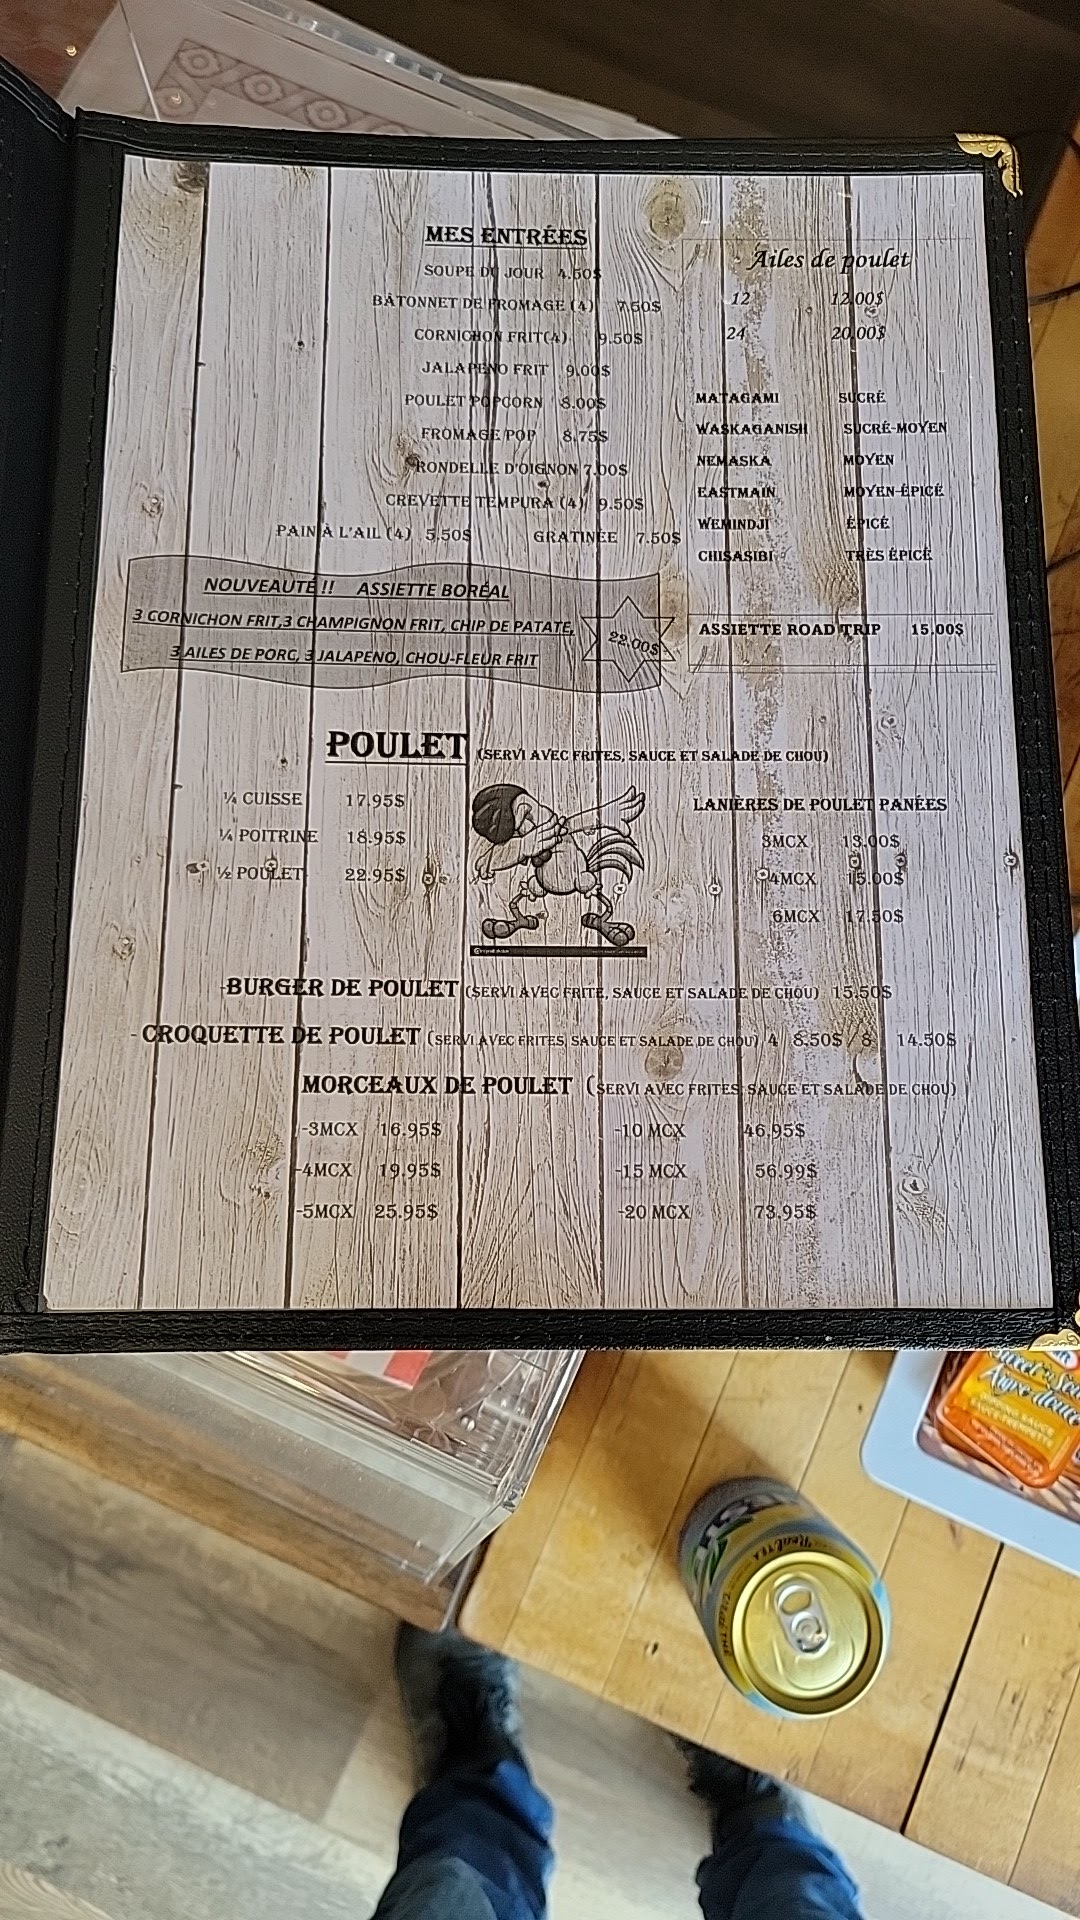 MES ENTRÉES
SOUPE DU JOUR 4.50$
BÂTONNET DE FROMAGE (4) 7.50$
CORNICHON FRIT(4) 9.50$
JALAPENO FRIT 9.00$
POULET POPCORN 8.00$
FROMAGE POP 8.75$
RONDELLE D'OIGNON 7.00$
CREVETTE TEMPURA (4) 9.50$
PAIN À L'AIL (4) 5.50$ GRATINÉE 7.50$
Ailes de poulet
12 12.00$
24 20.00$
MATAGAMI SUCRÉ
WASKAGANISH SUCRÉ-MOYEN
NEMASKA MOYEN
EASTMAIN MOYEN-ÉPICÉ
WEMINDJI ÉPICÉ
CHISASIBI TRÈS ÉPICÉ
NOUVEAUTÉ !! ASSIETTE BORÉAL
3 CORNICHON FRIT,3 CHAMPIGNON FRIT, CHIP DE PATATE,
3 AILES DE PORC, 3 JALAPENO, CHOU-FLEUR FRIT
22.00$
ASSIETTE ROAD TRIP 15.00$
POULET (SERVI AVEC FRITES, SAUCE ET SALADE DE CHOU)
¼ CUISSE 17.95$
¼ POITRINE 18.95$
½ POULET 22.95$
LANIÈRES DE POULET PANÉES
3MCX 13.00$
4MCX 15.00$
6MCX 17.50$
-BURGER DE POULET (SERVI AVEC FRITE, SAUCE ET SALADE DE CHOU) 15.50$
- CROQUETTE DE POULET (SERVI AVEC FRITES, SAUCE ET SALADE DE CHOU) 4 8.50$ / 8 14.50$
MORCEAUX DE POULET (SERVI AVEC FRITES, SAUCE ET SALADE DE CHOU)
-3MCX 16.95$ -10 MCX 46.95$
-4MCX 19.95$ -15 MCX 56.99$
-5MCX 25.95$ -20 MCX 73.95$
Aigre-douce
DIPPING SAUCE
SAUCE TREMPETTE